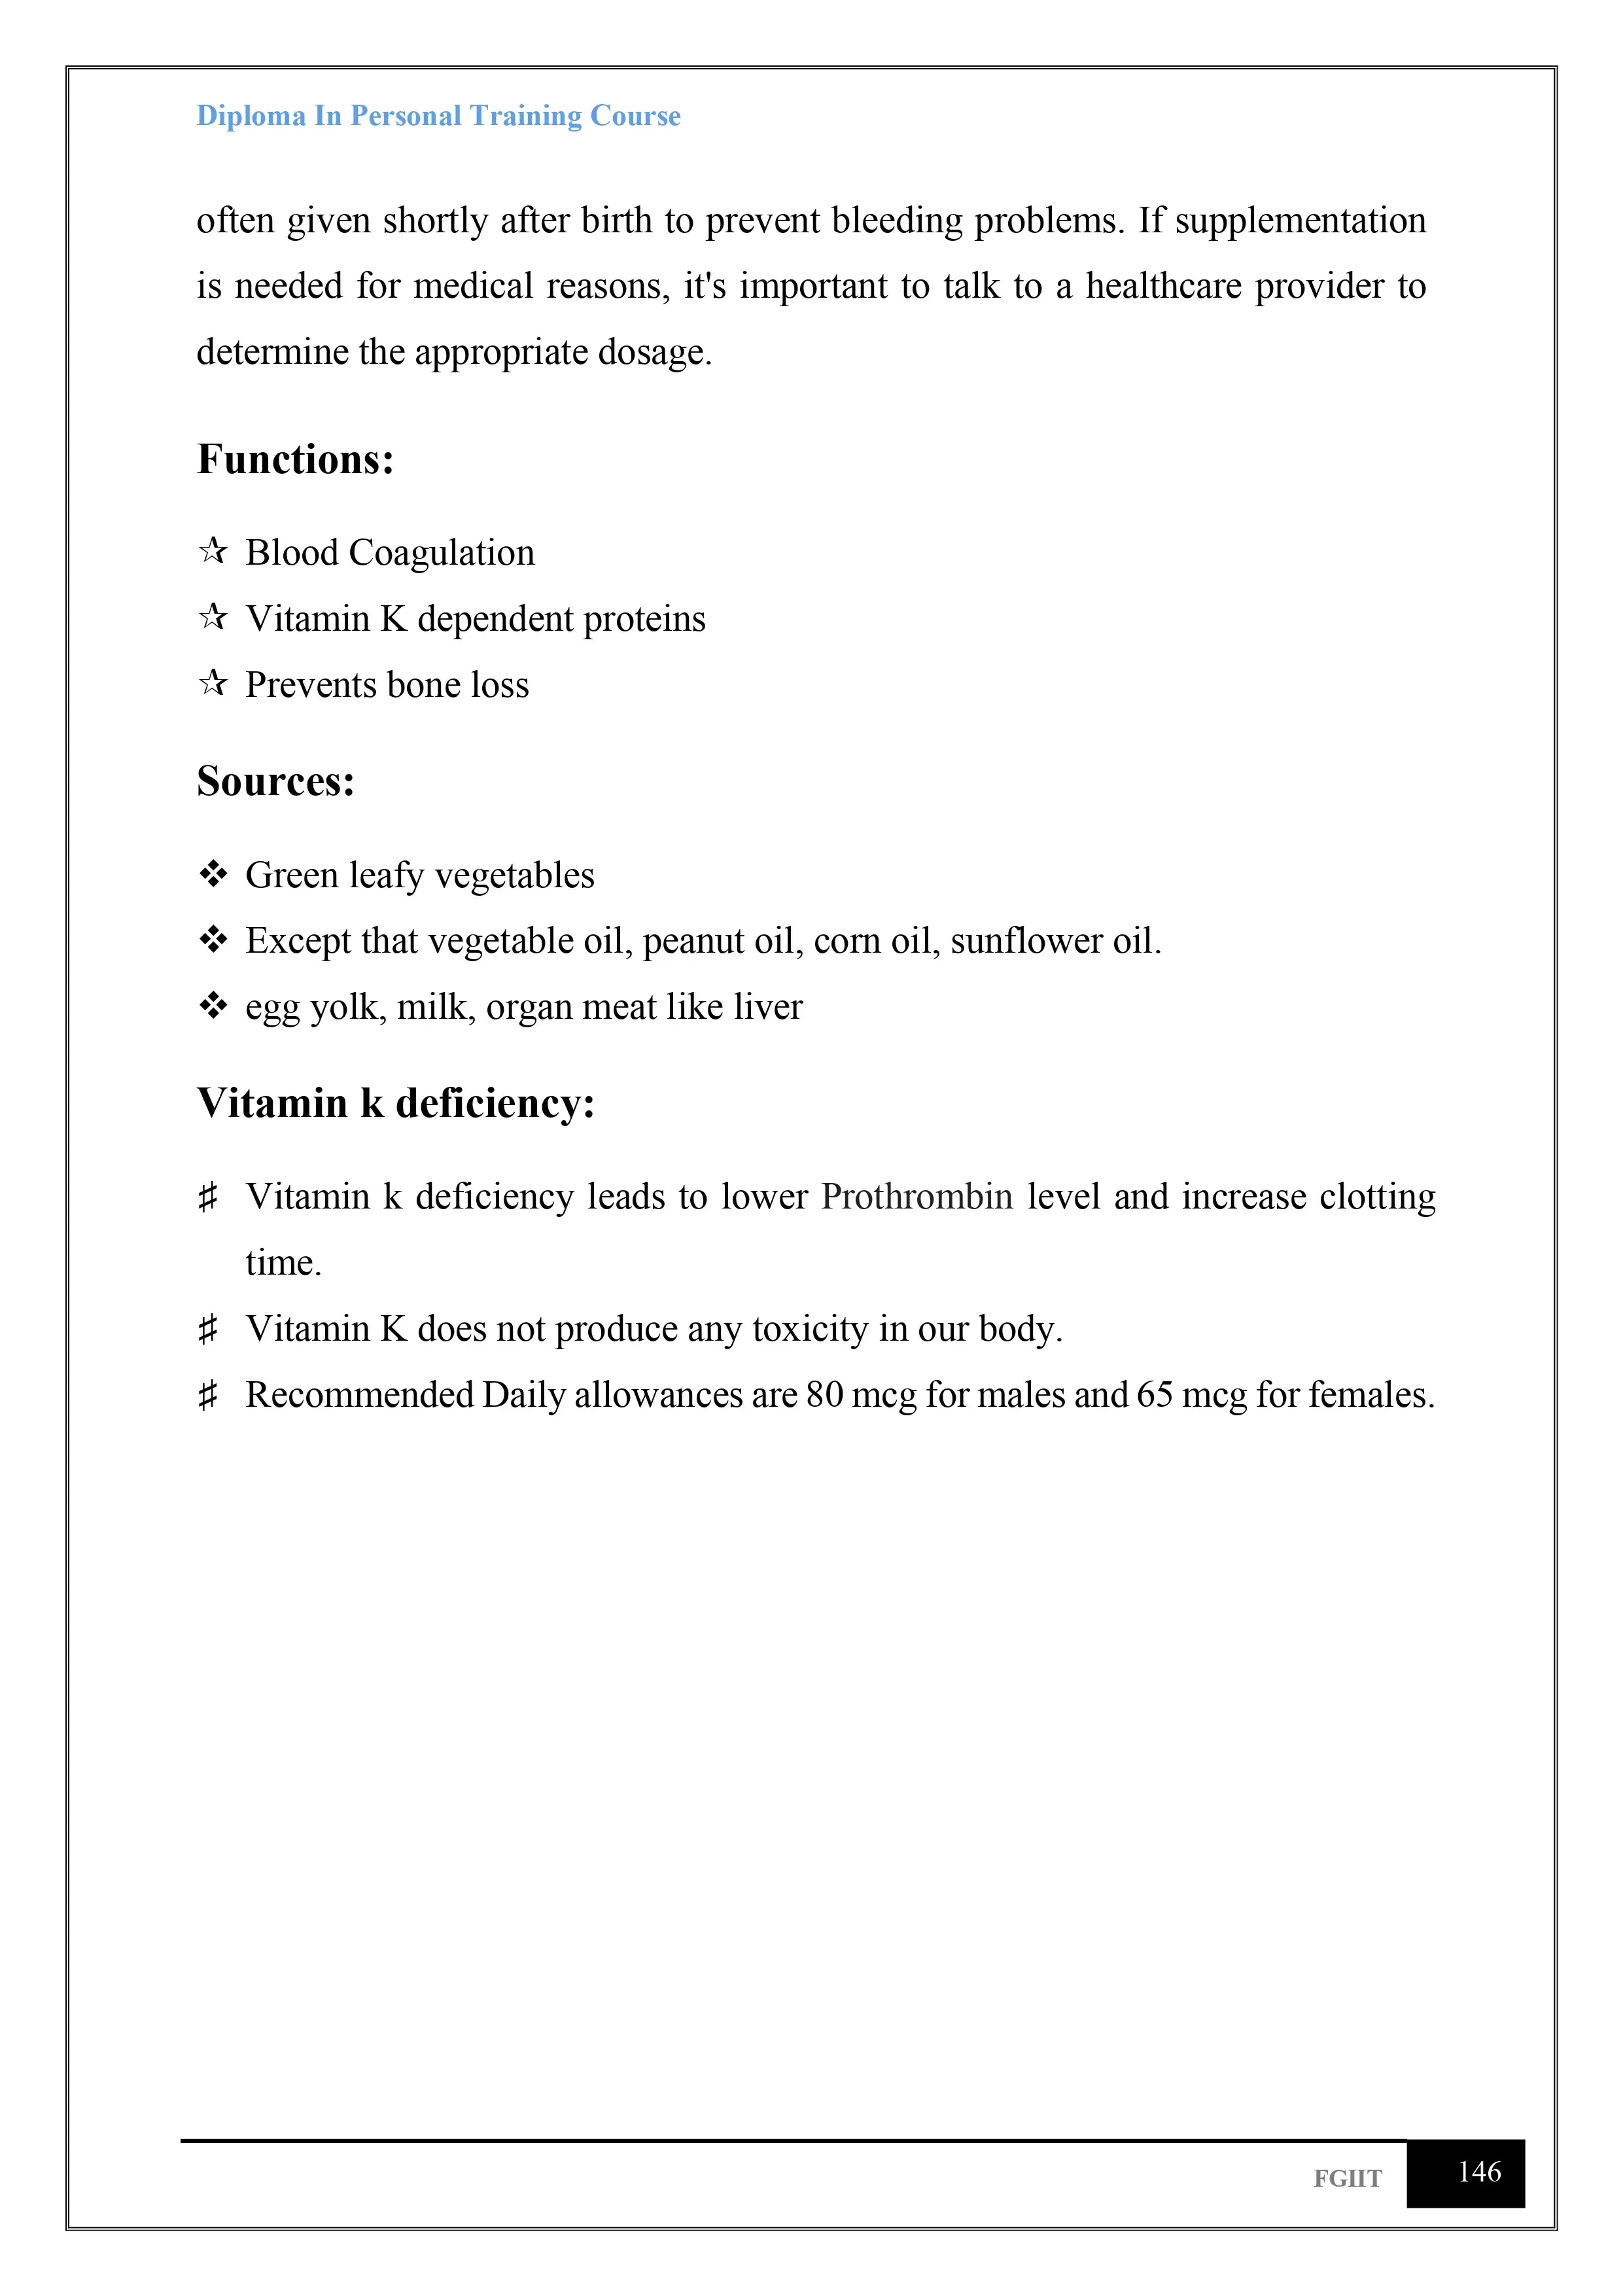 Diploma In Personal Training Course
often given shortly after birth to prevent bleeding problems. If supplementation
is needed for medical reasons, it's important to talk to a healthcare provider to
determine the appropriate dosage.
Functions:
✰ Blood Coagulation
✰ Vitamin K dependent proteins
✰ Prevents bone loss
Sources:
❖ Green leafy vegetables
❖ Except that vegetable oil, peanut oil, corn oil, sunflower oil.
❖ egg yolk, milk, organ meat like liver
Vitamin k deficiency:
♯ Vitamin k deficiency leads to lower Prothrombin level and increase clotting
time.
♯ Vitamin K does not produce any toxicity in our body.
♯ Recommended Daily allowances are 80 mcg for males and 65 mcg for females.
FGIIT 146